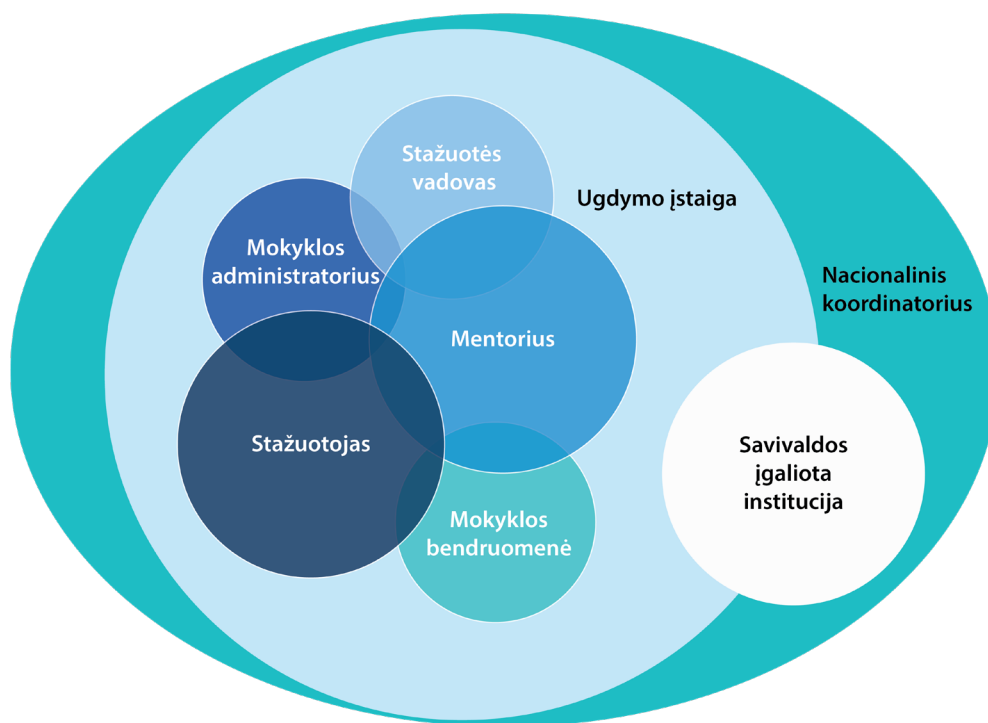 Stažuotės
vadovas
Ugdymo įstaiga
Mokyklos
administratorius
Nacionalinis
koordinatorius
Mentorius
Stažuotojas
Savivaldos
įgaliota
institucija
Mokyklos
bendruomenė